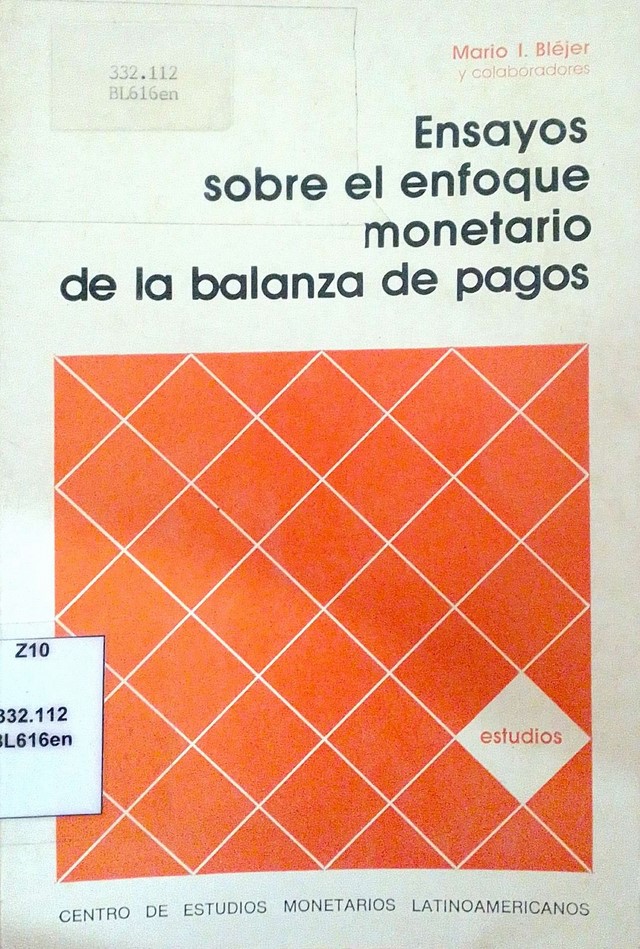 332.112
BL616en
Mario I. Bléjer
y colaboradores
Ensayos
sobre el enfoque
monetario
de la balanza de pagos
estudios
Z10
332.112
BL616en
CENTRO DE ESTUDIOS MONETARIOS LATINOAMERICANOS